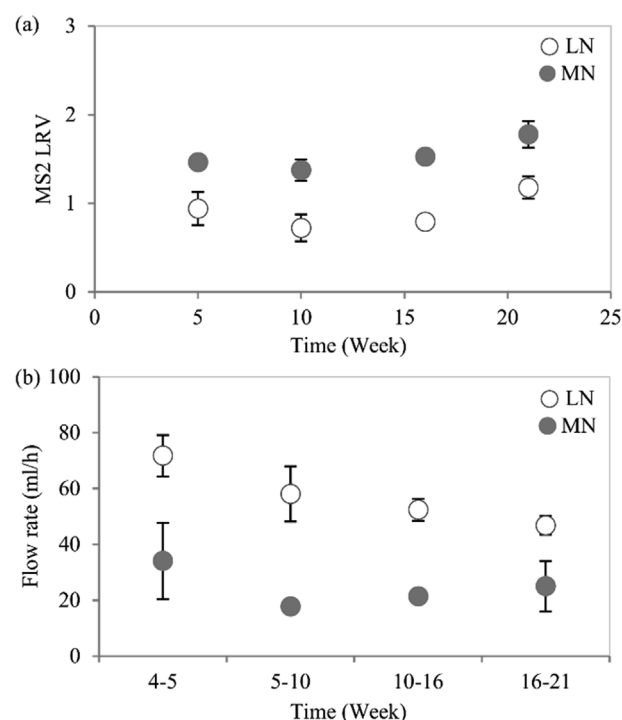 (a)
3
2
1
0
MS2 LRV
LN
MN
0 5 10 15 20 25
Time (Week)
(b)
100
80
60
40
20
0
Flow rate (ml/h)
LN
MN
4-5 5-10 10-16 16-21
Time (Week)